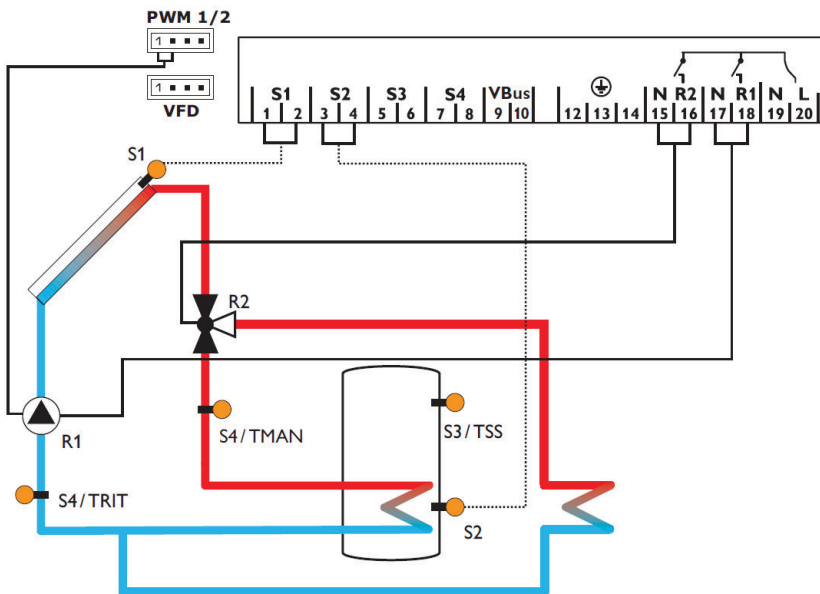 PWM 1/2
1
1
VFD
S1 S2 S3 S4 VBus N R2 N R1 N L
1 2 3 4 5 6 7 8 9 10 12 13 14 15 16 17 18 19 20
S1
R2
S4/TMAN
S3/TSS
R1
S4/TRIT
S2